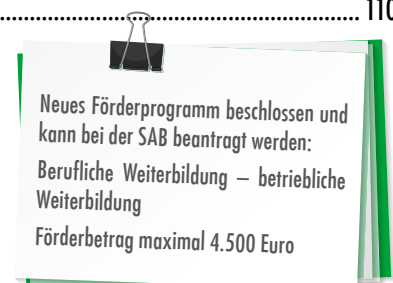 ........................................................ 110
Neues Förderprogramm beschlossen und
kann bei der SAB beantragt werden:
Berufliche Weiterbildung – betriebliche
Weiterbildung
Förderbetrag maximal 4.500 Euro